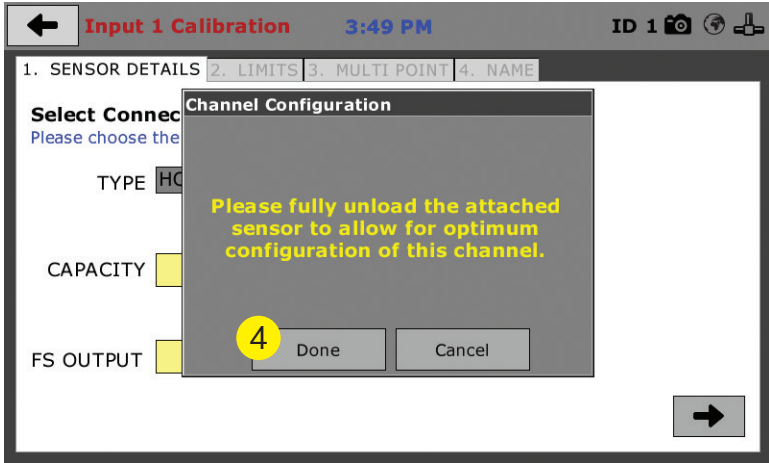 Input 1 Calibration 3:49 PM ID 1
1. SENSOR DETAILS 2. LIMITS 3. MULTI POINT 4. NAME
Select Connec
Please choose the
Channel Configuration
TYPE HO
Please fully unload the attached
sensor to allow for optimum
configuration of this channel.
CAPACITY
4
Done Cancel
FS OUTPUT